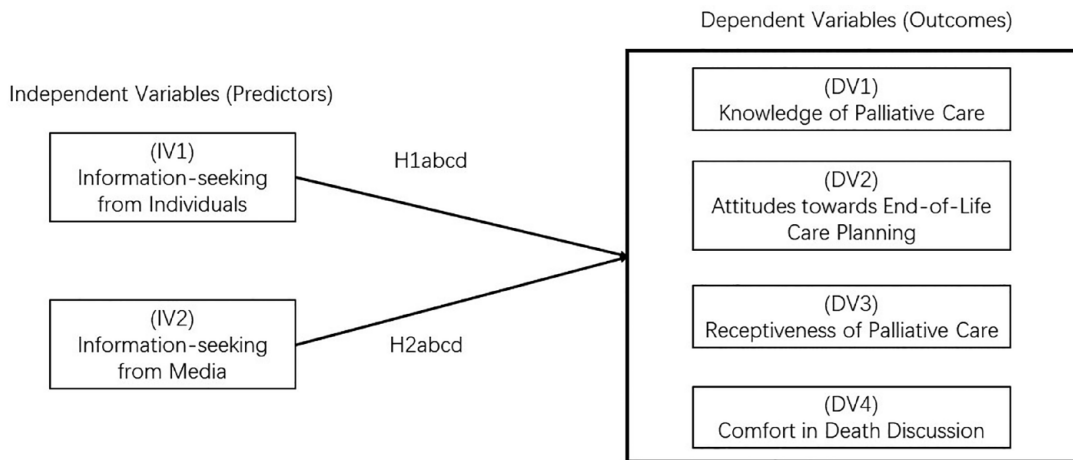 Dependent Variables (Outcomes)
Independent Variables (Predictors)
(IV1)
Information-seeking
from Individuals
H1abcd
(IV2)
Information-seeking
from Media
H2abcd
(DV1)
Knowledge of Palliative Care
(DV2)
Attitudes towards End-of-Life
Care Planning
(DV3)
Receptiveness of Palliative Care
(DV4)
Comfort in Death Discussion